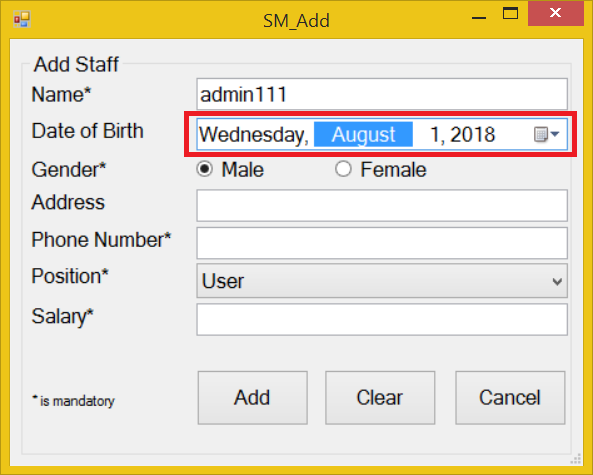 SM_Add
Add Staff
Name* admin111
Date of Birth Wednesday, August 1, 2018
Gender* Male Female
Address
Phone Number*
Position* User
Salary*
* is mandatory Add Clear Cancel